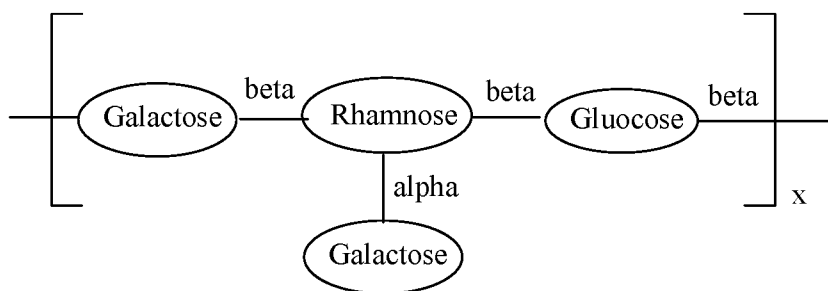 beta beta beta
Galactose Rhamnose Gluocose
alpha x
Galactose